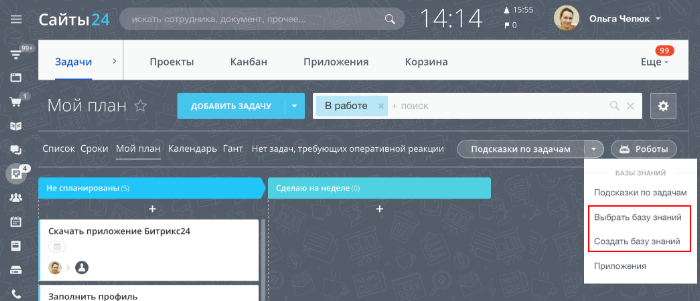 Сайты24
искать сотрудника, документ, прочее...
14:14
15:55
0
Ольга Чепюк
99+
1
4
Задачи
Проекты
Канбан
Приложения
Корзина
Еще
99
Мой план
ДОБАВИТЬ ЗАДАЧУ
В работе
+ поиск
Список
Сроки
Мой план
Календарь
Гант
Нет задач, требующих оперативной реакции
Подсказки по задачам
Роботы
БАЗЫ ЗНАНИЙ
Подсказки по задачам
Выбрать базу знаний
Создать базу знаний
Приложения
Не спланированы (5)
Сделаю на неделе (0)
+
+
Скачать приложение Битрикс24
Заполнить профиль